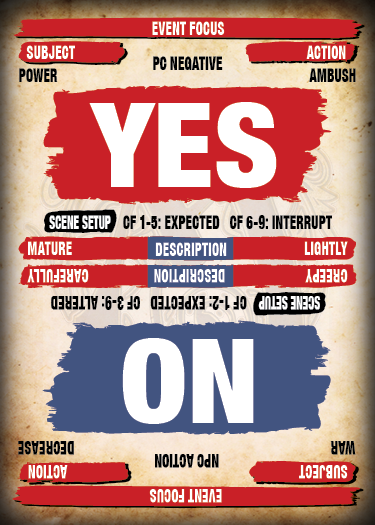 EVENT FOCUS
SUBJECT ACTION
POWER PC NEGATIVE AMBUSH
YES
SCENE SETUP CF 1-5: EXPECTED CF 6-9: INTERRUPT
MATURE DESCRIPTION LIGHTLY
EVENT FOCUS
SUBJECT ACTION
WAR NPC ACTION DECREASE
NO
SCENE SETUP CF 1-2: EXPECTED CF 3-9: ALTRED
CREEPY DESCRIPTION CAREFULLY